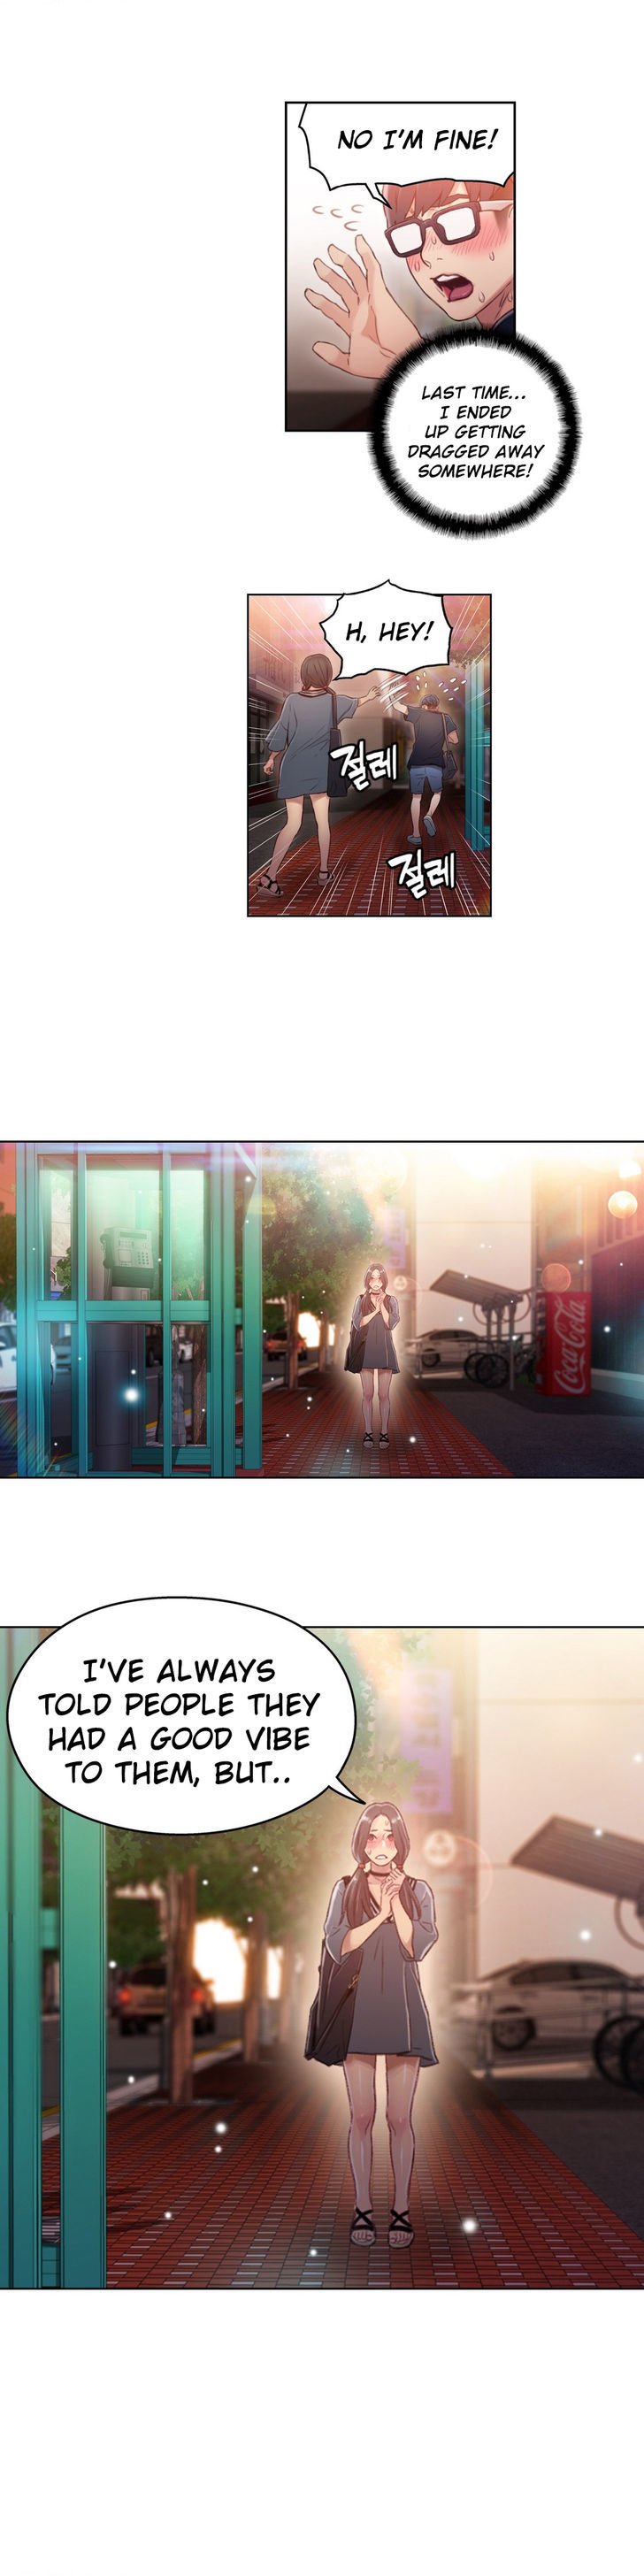 NO I'M FINE!
LAST TIME...
I ENDED
UP GETTING
DRAGGED AWAY
SOMEWHERE!
H, HEY!
절레
절레
Coca-Cola
I'VE ALWAYS
TOLD PEOPLE THEY
HAD A GOOD VIBE
TO THEM, BUT..